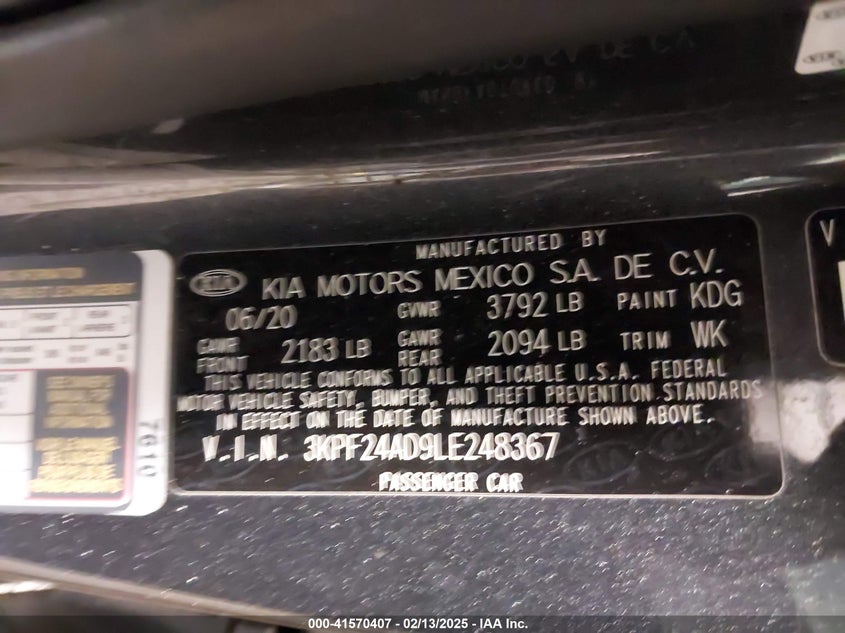 MANUFACTURED BY
KIA KIA MOTORS MEXICO S.A. DE C.V.
06/20 GVWR 3792 LB PAINT KDG
GAWR FRONT 2183 LB GAWR REAR 2094 LB TRIM WK
THIS VEHICLE CONFORMS TO ALL APPLICABLE U.S.A. FEDERAL
MOTOR VEHICLE SAFETY, BUMPER, AND THEFT PREVENTION STANDARDS
IN EFFECT ON THE DATE OF MANUFACTURE SHOWN ABOVE.
V.I.N. 3KPF24AD9LE248367
PASSENGER CAR
7610
V
000-41570407 - 02/13/2025 - IAA Inc.